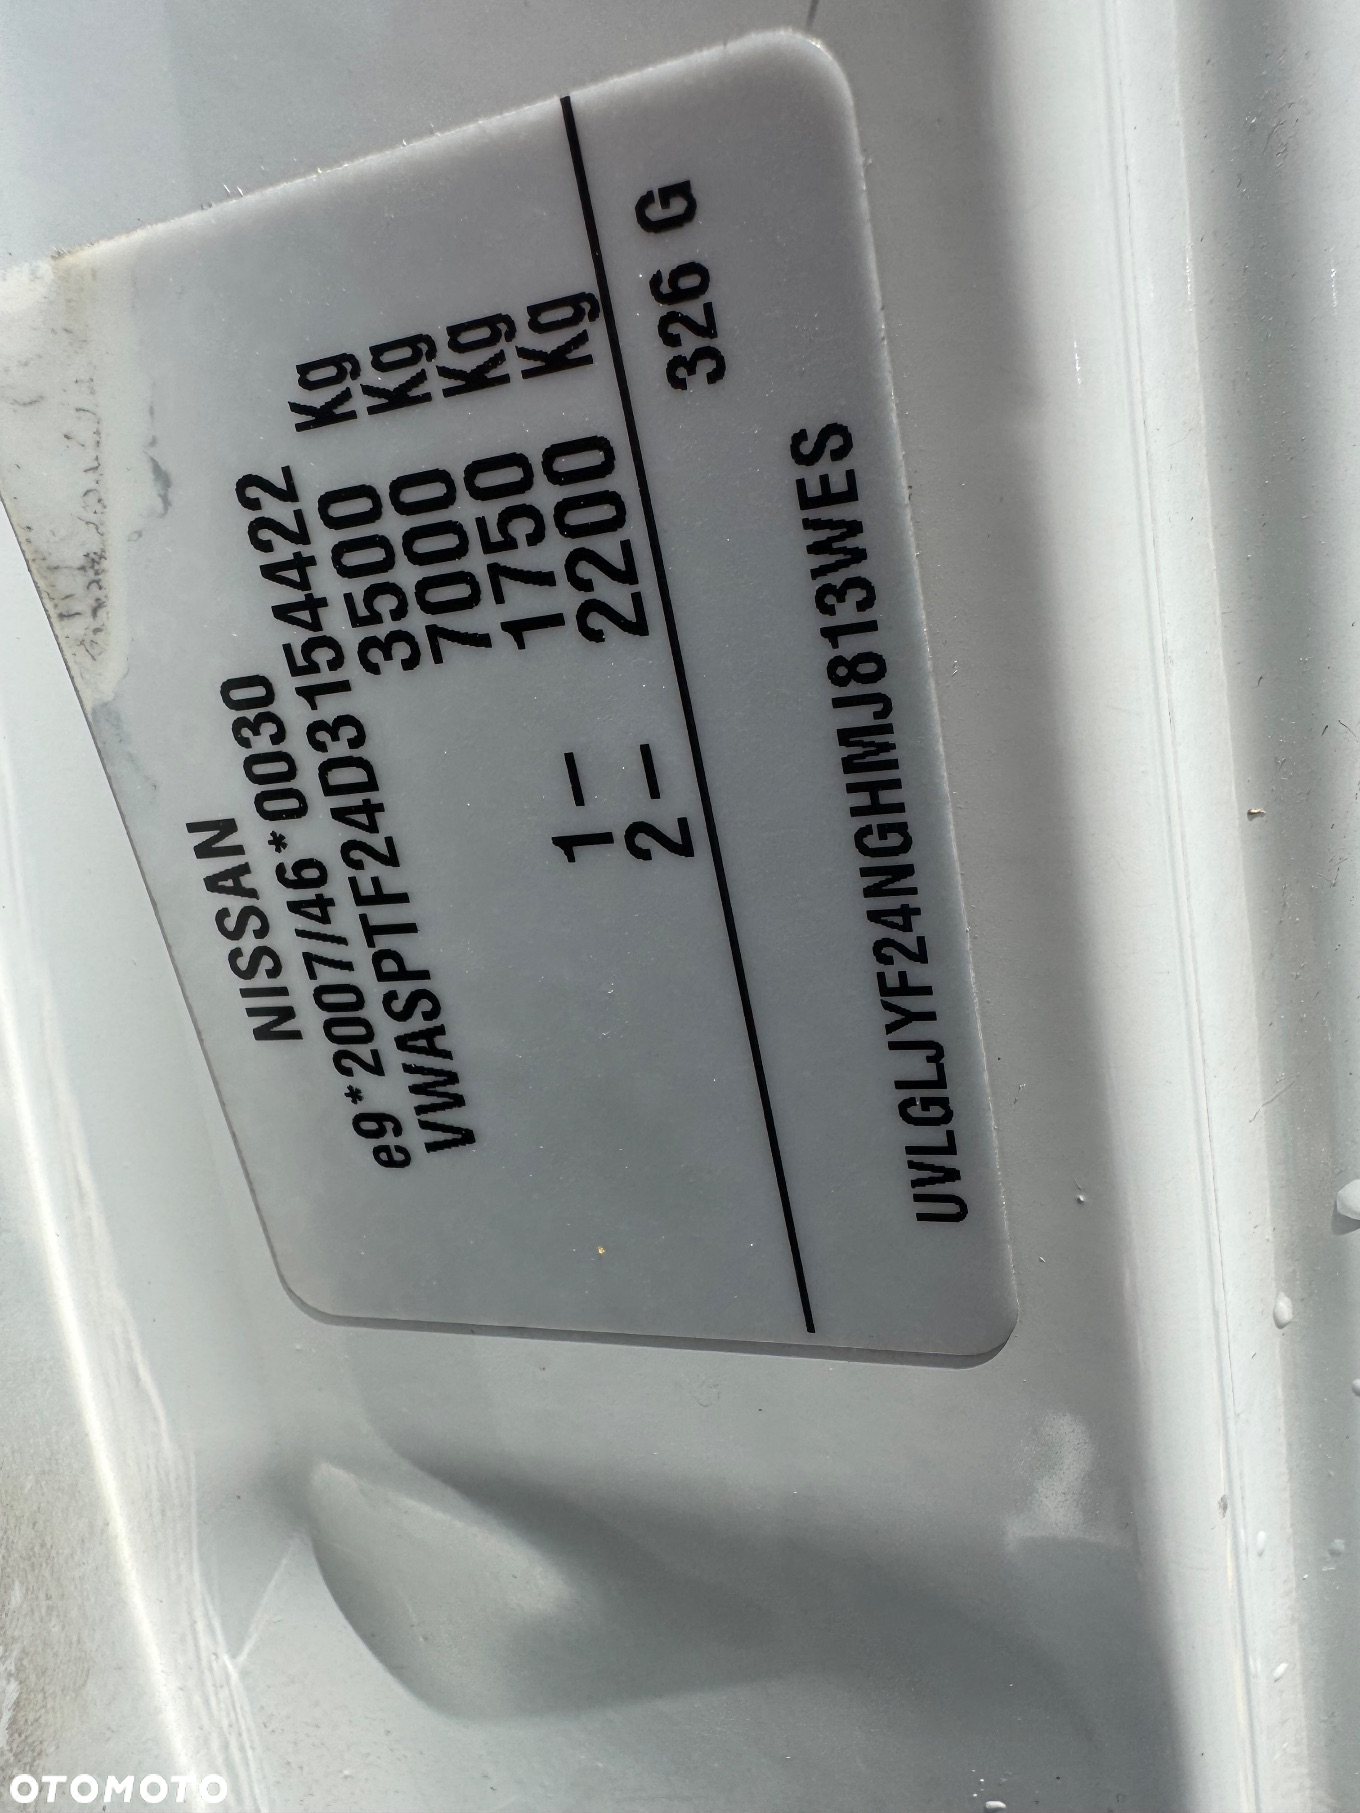 NISSAN
e9*2007/46*0030
VWASPTF24D3154422
3500 Kg
7000 Kg
1- 1750 Kg
2- 2200 Kg
326 G
UVLGLJYF24NGHMJ813WES
OTOMOTO